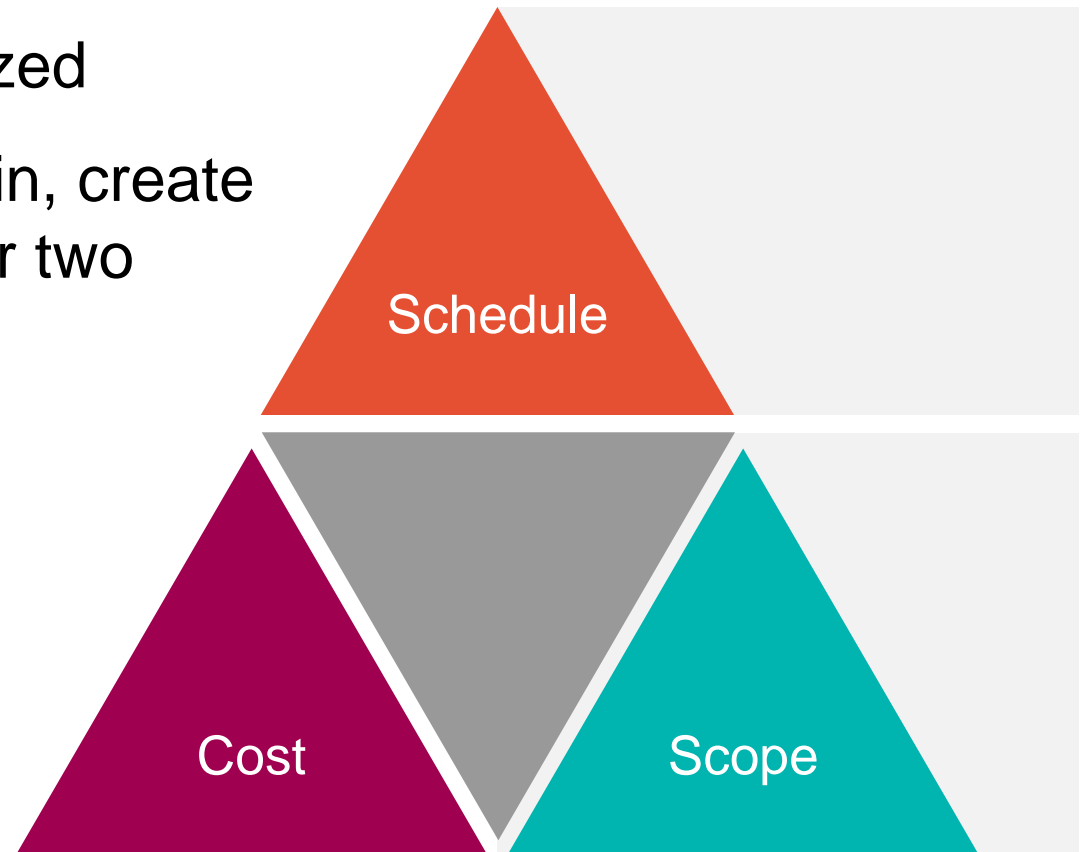 zed
in, create
r two
Schedule
Cost
Scope